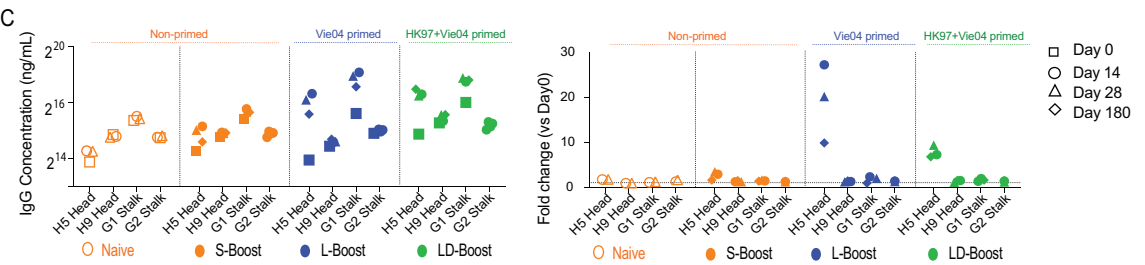 C
Non-primed
Vie04 primed
HK97+Vie04 primed
IgG Concentration (ng/mL)
2^20
2^16
2^14
H5 Head
H9 Head
G1 Stalk
G2 Stalk
H5 Head
H9 Head
G1 Stalk
G2 Stalk
H5 Head
H9 Head
G1 Stalk
G2 Stalk
H5 Head
H9 Head
G1 Stalk
G2 Stalk
Naive
S-Boost
L-Boost
LD-Boost
Non-primed
Vie04 primed
HK97+Vie04 primed
Fold change (vs Day0)
30
20
10
0
H5 Head
H9 Head
G1 Stalk
G2 Stalk
H5 Head
H9 Head
G1 Stalk
G2 Stalk
H5 Head
H9 Head
G1 Stalk
G2 Stalk
H5 Head
H9 Head
G1 Stalk
G2 Stalk
Naive
S-Boost
L-Boost
LD-Boost
Day 0
Day 14
Day 28
Day 180